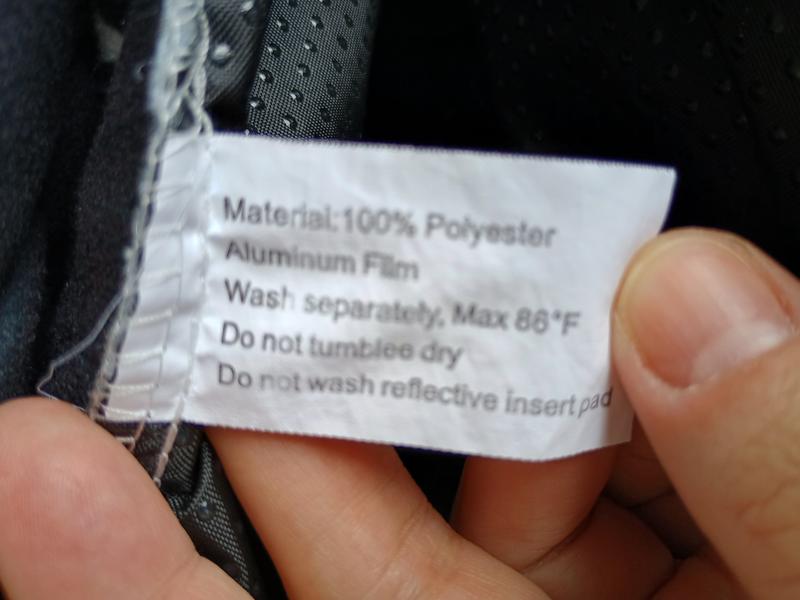 Material:100% Polyester
Aluminum Film
Wash separately, Max 86°F
Do not tumblee dry
Do not wash reflective insert pad